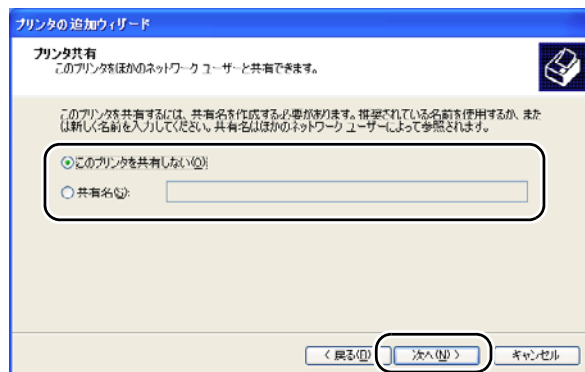 プリンタの追加ウィザード
プリンタ共有
このプリンタをほかのネットワーク ユーザーと共有できます。
このプリンタを共有するには、共有名を作成する必要があります。推奨されている名前を使用するか、また
は新しく名前を入力してください。共有名はほかのネットワーク ユーザーによって参照されます。
このプリンタを共有しない(O)
共有名(S):
< 戻る(B) 次へ(N) > キャンセル